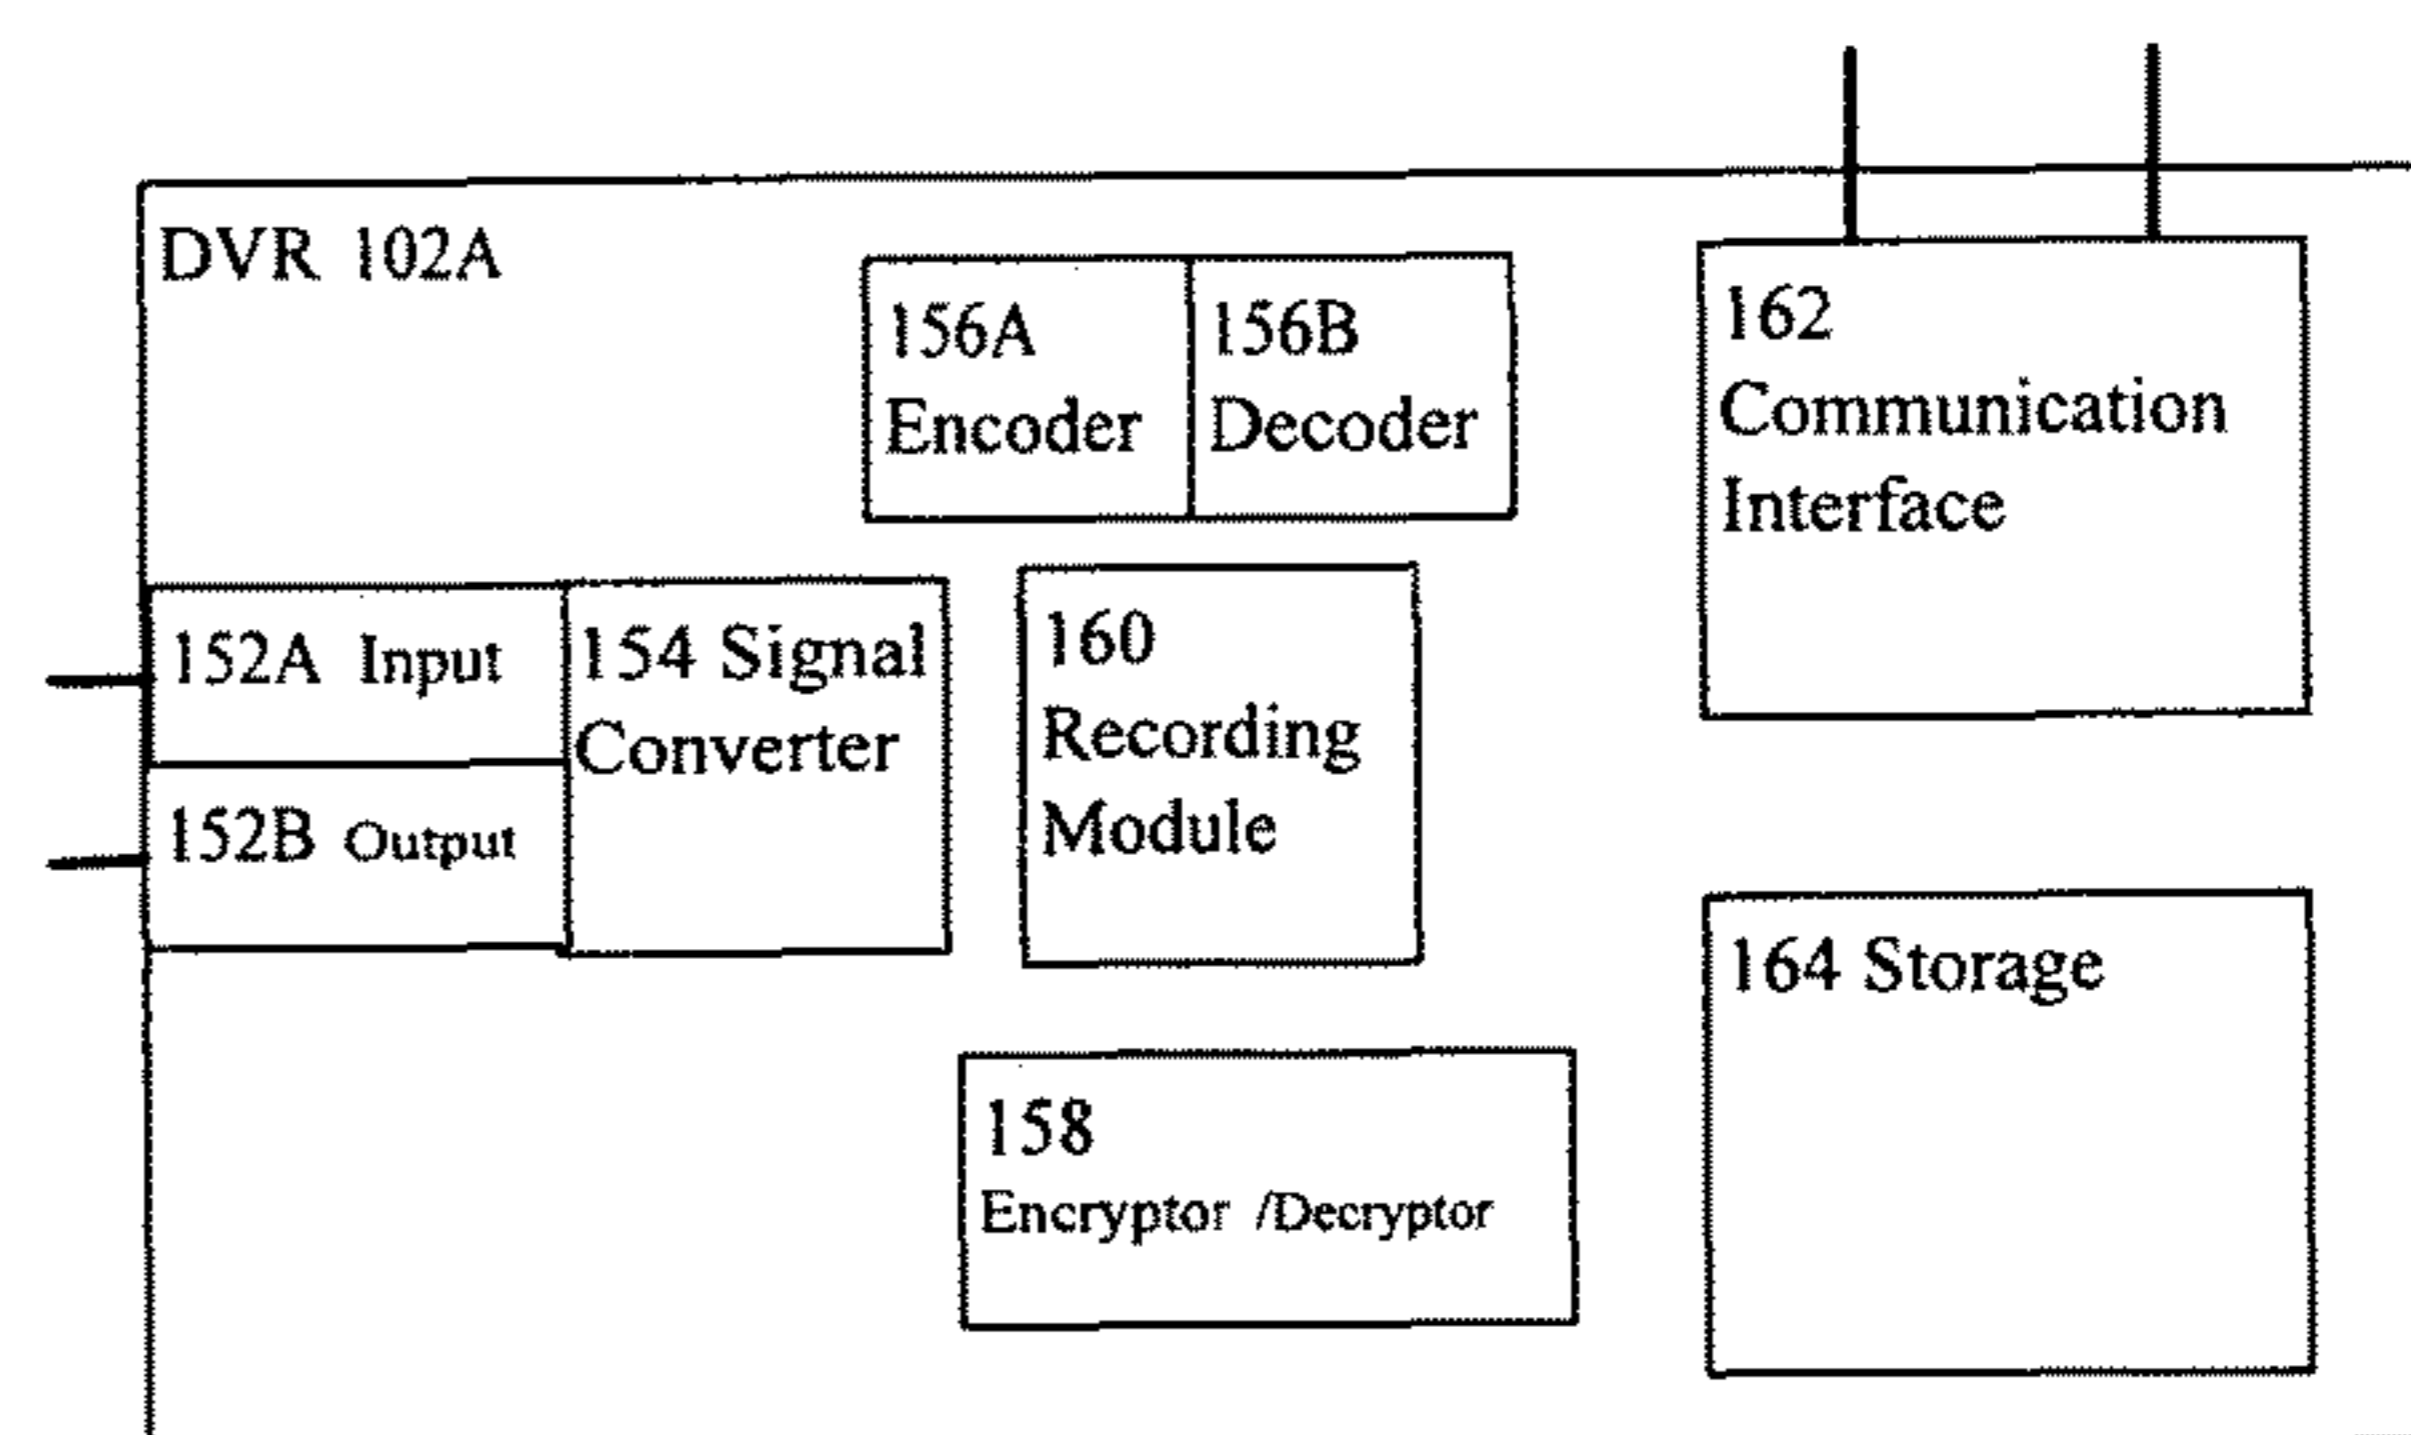 DVR 102A
156A
Encoder
156B
Decoder
162
Communication
Interface
152A Input
152B Output
154 Signal
Converter
160
Recording
Module
164 Storage
158
Encryptor /Decryptor